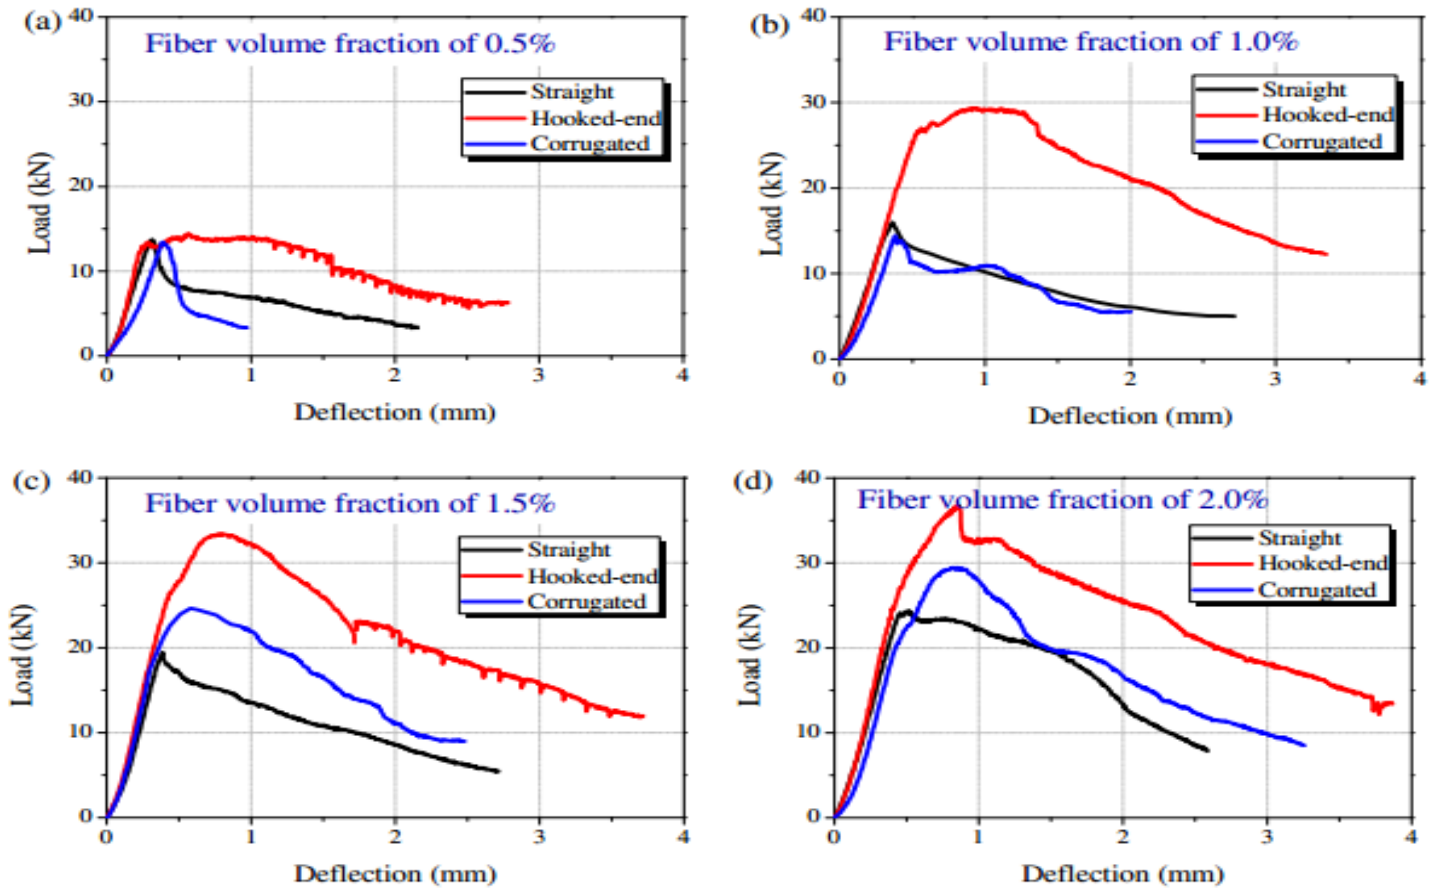 (a)
Fiber volume fraction of 0.5%
Straight
Hooked-end
Corrugated
40
30
20
10
0
Load (kN)
0 1 2 3 4
Deflection (mm)
(b)
Fiber volume fraction of 1.0%
Straight
Hooked-end
Corrugated
40
30
20
10
0
Load (kN)
0 1 2 3 4
Deflection (mm)
(c)
Fiber volume fraction of 1.5%
Straight
Hooked-end
Corrugated
40
30
20
10
0
Load (kN)
0 1 2 3 4
Deflection (mm)
(d)
Fiber volume fraction of 2.0%
Straight
Hooked-end
Corrugated
40
30
20
10
0
Load (kN)
0 1 2 3 4
Deflection (mm)